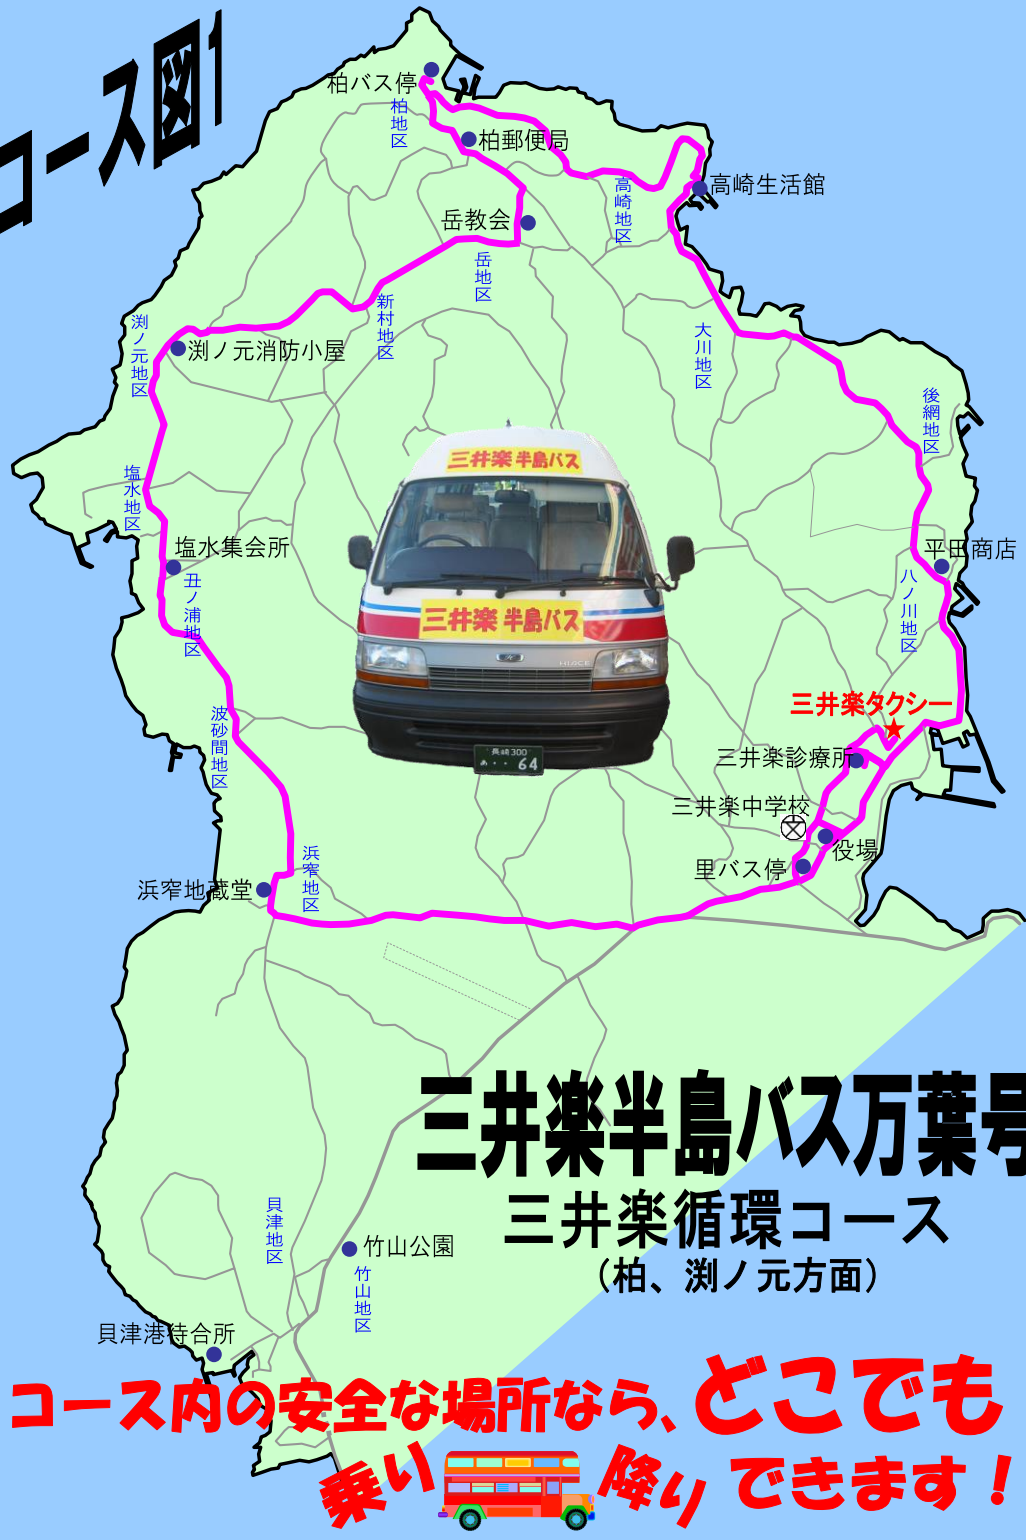 コース図1
柏バス停
柏地区
柏郵便局
高崎地区
高崎生活館
岳教会
岳地区
新村地区
渕ノ元地区
渕ノ元消防小屋
大川地区
後網地区
塩水地区
塩水集会所
丑ノ浦地区
平田商店
八ノ川地区
三井楽 半島バス
三井楽 半島バス
HIACE
長崎300
あ・・64
波砂間地区
三井楽タクシー
三井楽診療所
三井楽中学校
役場
里バス停
浜窄地区
浜窄地蔵堂
三井楽半島バス万葉号
三井楽循環コース
(柏、渕ノ元方面)
貝津地区
竹山公園
竹山地区
貝津港待合所
コース内の安全な場所なら、どこでも
乗り降りできます!